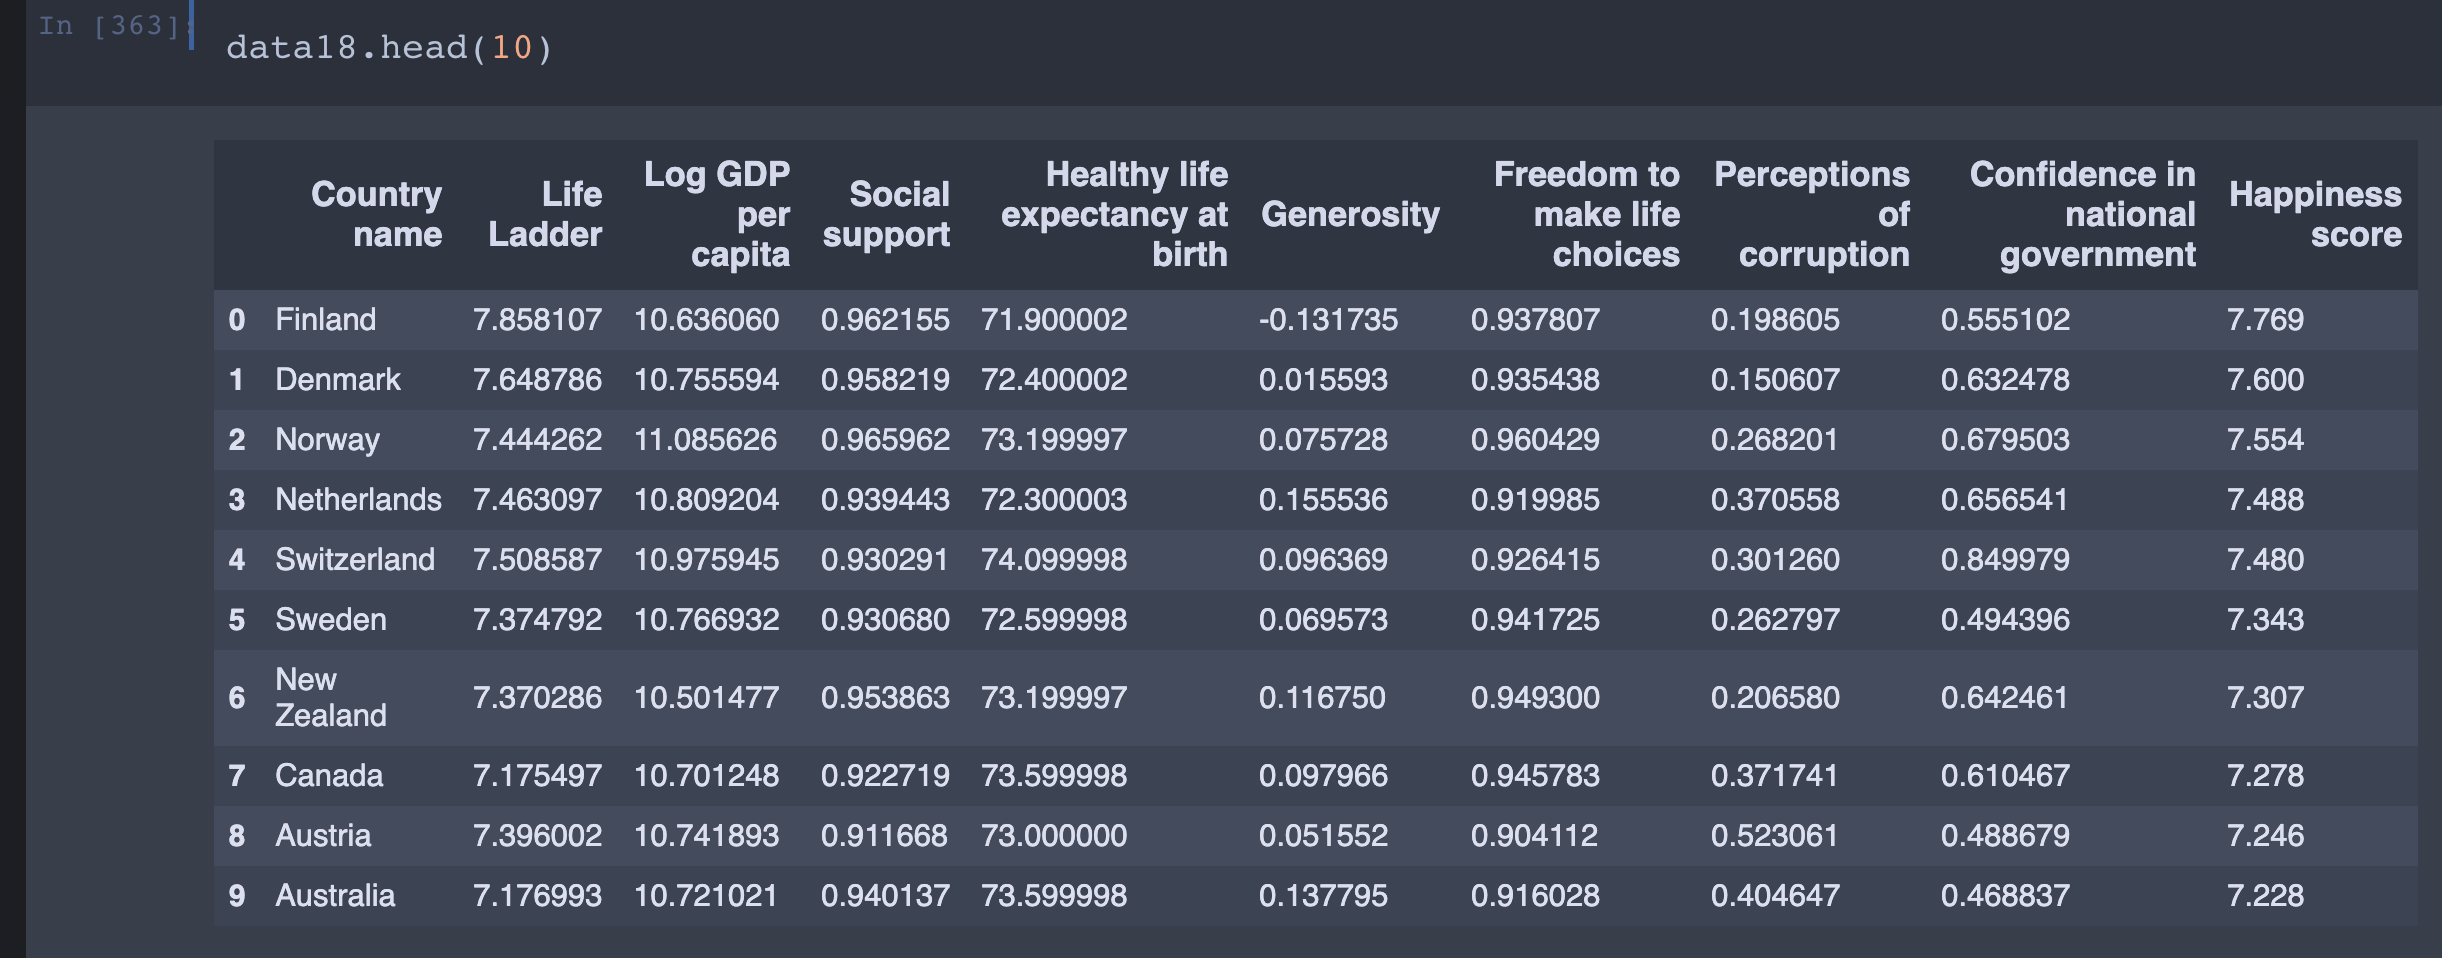 In [363]:
data18.head(10)
Country name Life Ladder Log GDP per capita Social support Healthy life expectancy at birth Generosity Freedom to make life choices Perceptions of corruption Confidence in national government Happiness score
0 Finland 7.858107 10.636060 0.962155 71.900002 -0.131735 0.937807 0.198605 0.555102 7.769
1 Denmark 7.648786 10.755594 0.958219 72.400002 0.015593 0.935438 0.150607 0.632478 7.600
2 Norway 7.444262 11.085626 0.965962 73.199997 0.075728 0.960429 0.268201 0.679503 7.554
3 Netherlands 7.463097 10.809204 0.939443 72.300003 0.155536 0.919985 0.370558 0.656541 7.488
4 Switzerland 7.508587 10.975945 0.930291 74.099998 0.096369 0.926415 0.301260 0.849979 7.480
5 Sweden 7.374792 10.766932 0.930680 72.599998 0.069573 0.941725 0.262797 0.494396 7.343
6 New Zealand 7.370286 10.501477 0.953863 73.199997 0.116750 0.949300 0.206580 0.642461 7.307
7 Canada 7.175497 10.701248 0.922719 73.599998 0.097966 0.945783 0.371741 0.610467 7.278
8 Austria 7.396002 10.741893 0.911668 73.000000 0.051552 0.904112 0.523061 0.488679 7.246
9 Australia 7.176993 10.721021 0.940137 73.599998 0.137795 0.916028 0.404647 0.468837 7.228